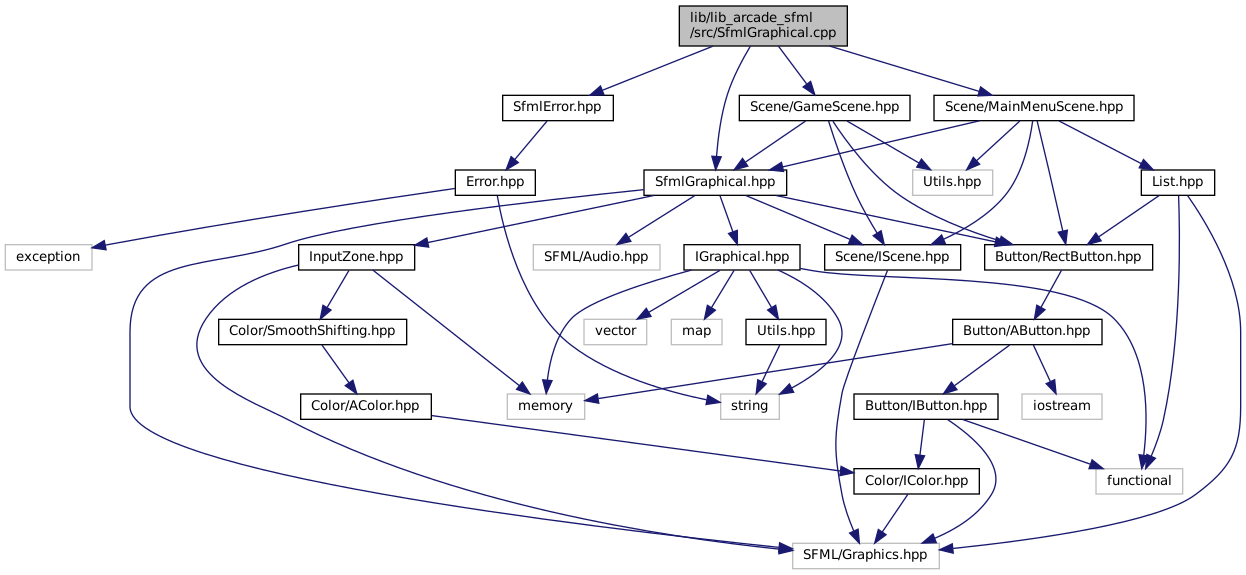 lib/lib_arcade_sfml
/src/SfmlGraphical.cpp
SfmlError.hpp
Scene/GameScene.hpp
Scene/MainMenuScene.hpp
Error.hpp
SfmlGraphical.hpp
Utils.hpp
List.hpp
exception
InputZone.hpp
SFML/Audio.hpp
IGraphical.hpp
Scene/IScene.hpp
Button/RectButton.hpp
Color/SmoothShifting.hpp
vector
map
Utils.hpp
Button/AButton.hpp
Color/AColor.hpp
memory
string
Button/IButton.hpp
iostream
Color/IColor.hpp
functional
SFML/Graphics.hpp